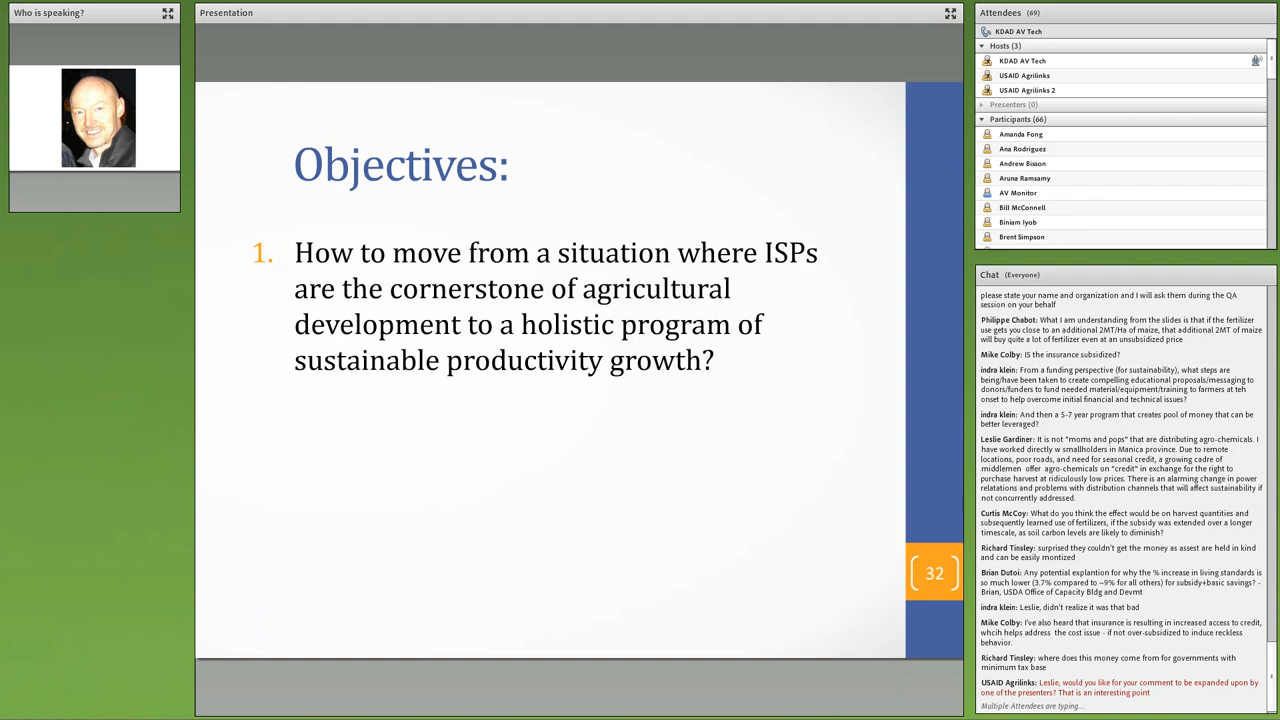 Who is speaking?
Presentation
Objectives:
1. How to move from a situation where ISPs
are the cornerstone of agricultural
development to a holistic program of
sustainable productivity growth?
32
Attendees (69)
KDAD AV Tech
Hosts (3)
KDAD AV Tech
USAID Agrilinks
USAID Agrilinks 2
Presenters (0)
Participants (66)
Amanda Fong
Ana Rodriguez
Andrew Bisson
Aruna Ramsamy
AV Monitor
Bill McConnell
Biniam Iyob
Brent Simpson
Chat (Everyone)
please state your name and organization and I will ask them during the QA
session on your behalf
Philippe Chabot: What I am understanding from the slides is that if the fertilizer
use gets you close to an additional 2MT/Ha of maize, that additional 2MT of maize
will buy quite a lot of fertilizer even at an unsubsidized price
Mike Colby: IS the insurance subsidized?
indra klein: From a funding perspective (for sustainability), what steps are
being/have been taken to create compelling educational proposals/messaging to
donors/funders to fund needed material/equipment/training to farmers at teh
onset to help overcome initial financial and technical issues?
indra klein: And then a 5-7 year program that creates pool of money that can be
better leveraged?
Leslie Gardiner: It is not "moms and pops" that are distributing agro-chemicals. I
have worked directly w smallholders in Manica province. Due to remote
locations, poor roads, and need for seasonal credit, a growing cadre of
middlemen offer agro-chemicals on "credit" in exchange for the right to
purchase harvest at ridiculously low prices. There is an alarming change in power
relatations and problems with distribution channels that will affect sustainability if
not concurrently addressed.
Curtis McCoy: What do you think the effect would be on harvest quantities and
subsequently learned use of fertilizers, if the subsidy was extended over a longer
timescale, as soil carbon levels are likely to diminish?
Richard Tinsley: surprised they couldn't get the money as assest are held in kind
and can be easily montized
Brian Dutoi: Any potential explantion for why the % increase in living standards is
so much lower (3.7% compared to ~9% for all others) for subsidy+basic savings? -
Brian, USDA Office of Capacity Bldg and Devmt
indra klein: Leslie, didn't realize it was that bad
Mike Colby: I've also heard that insurance is resulting in increased access to credit,
whcih helps address the cost issue - if not over-subsidized to induce reckless
behavior.
Richard Tinsley: where does this money come from for governments with
minimum tax base
USAID Agrilinks: Leslie, would you like for your comment to be expanded upon by
one of the presenters? That is an interesting point
Multiple Attendees are typing...